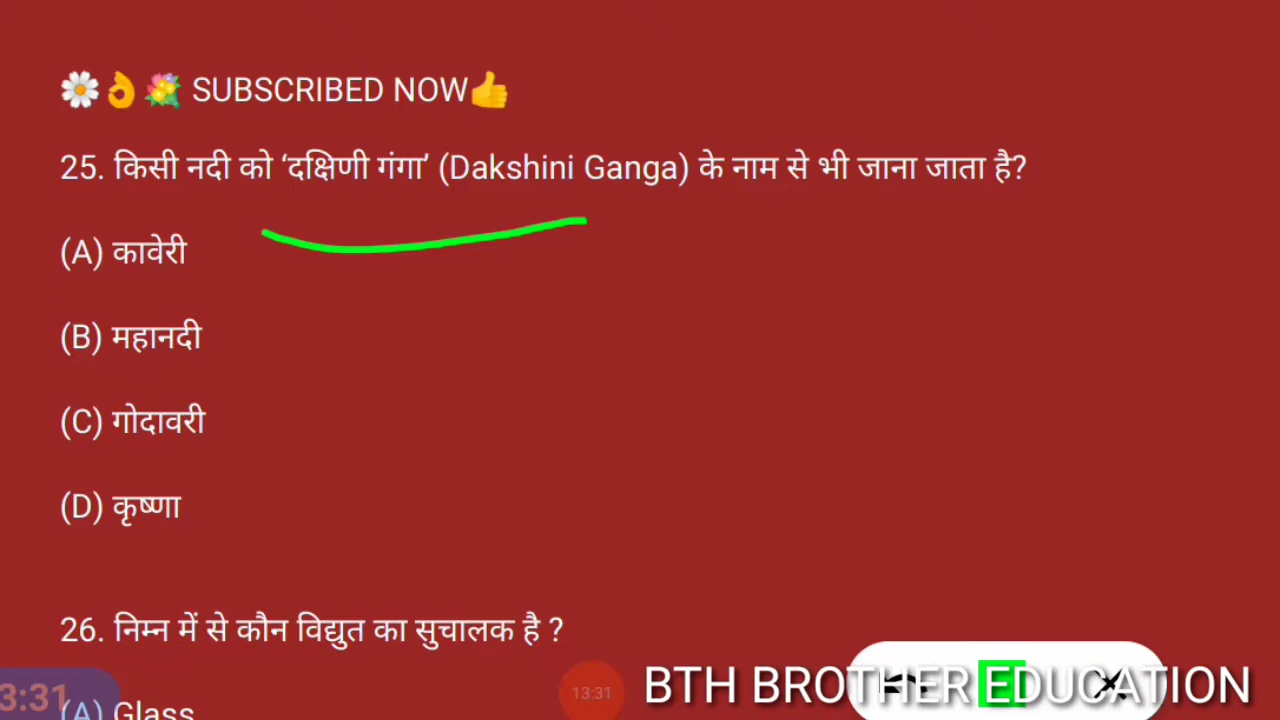 🌼👌💐 SUBSCRIBED NOW👍
25. किसी नदी को ‘दक्षिणी गंगा’ (Dakshini Ganga) के नाम से भी जाना जाता है?
(A) कावेरी
(B) महानदी
(C) गोदावरी
(D) कृष्णा
26. निम्न में से कौन विद्युत का सुचालक है ?
3:31
13:31
BTH BROTHER EDUCATION
(A) Glass